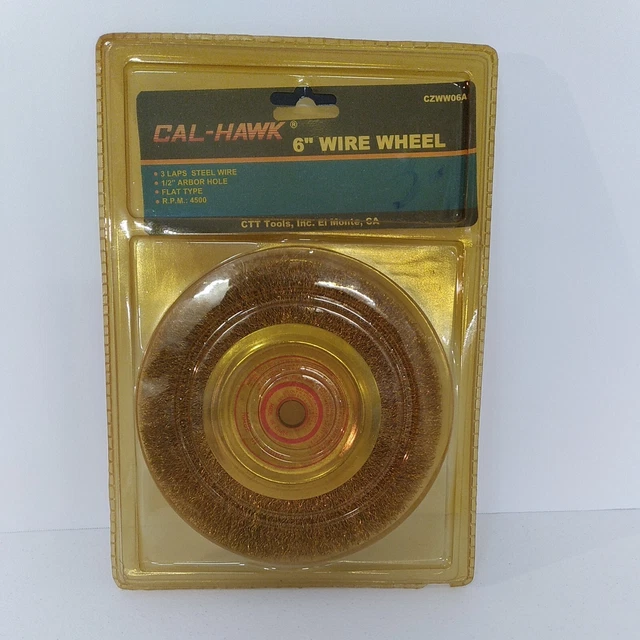 CZWW06A
CAL-HAWK®
6" WIRE WHEEL
• 3 LAPS STEEL WIRE
• 1/2" ARBOR HOLE
• FLAT TYPE
• R.P.M.: 4500
CTT Tools, Inc. El Monte, CA